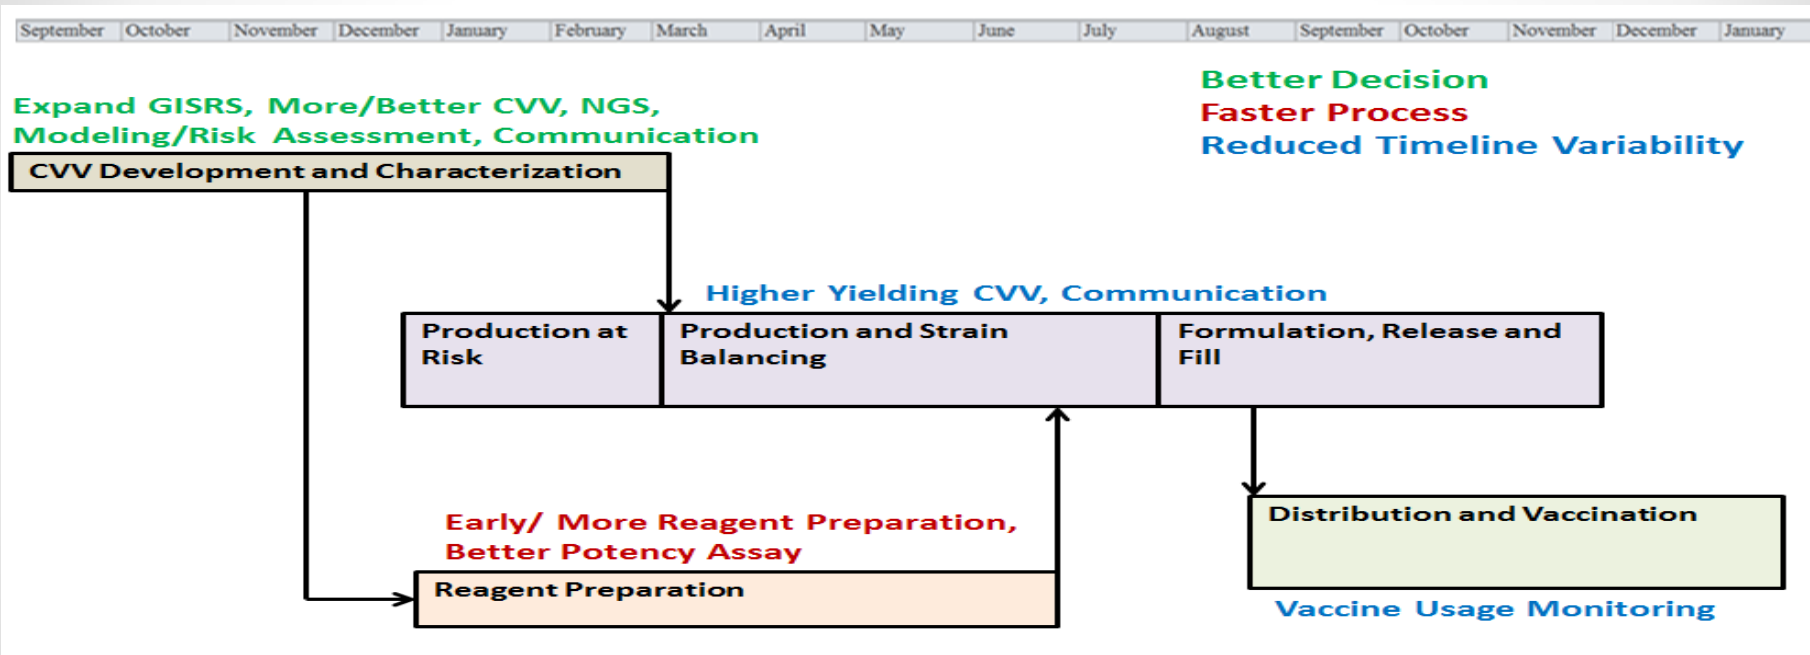 September October November December January February March April May June July August September October November December January
Better Decision
Faster Process
Reduced Timeline Variability
Expand GISRS, More/Better CVV, NGS,
Modeling/Risk Assessment, Communication
CVV Development and Characterization
Higher Yielding CVV, Communication
Production at
Risk
Production and Strain
Balancing
Formulation, Release and
Fill
Early/ More Reagent Preparation,
Better Potency Assay
Reagent Preparation
Distribution and Vaccination
Vaccine Usage Monitoring